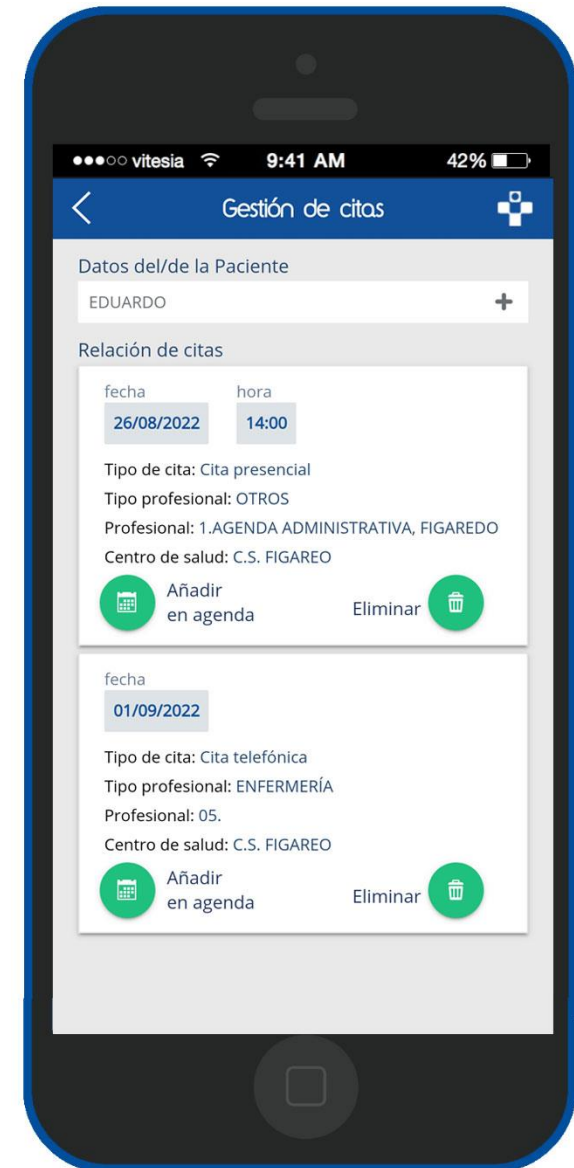 vitesia 9:41 AM 42%
Gestión de citas
Datos del/de la Paciente
EDUARDO +
Relación de citas
fecha hora
26/08/2022 14:00
Tipo de cita: Cita presencial
Tipo profesional: OTROS
Profesional: 1.AGENDA ADMINISTRATIVA, FIGAREDO
Centro de salud: C.S. FIGAREO
Añadir
en agenda
Eliminar
fecha
01/09/2022
Tipo de cita: Cita telefónica
Tipo profesional: ENFERMERÍA
Profesional: 05.
Centro de salud: C.S. FIGAREO
Añadir
en agenda
Eliminar